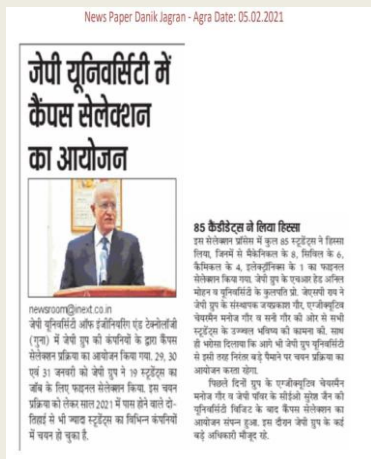 News Paper Danik Jagran - Agra Date: 05.02.2021
जेपी यूनिवर्सिटी में
कैंपस सेलेक्शन
का आयोजन
newsroom@inext.co.in
जेपी यूनिवर्सिटी ऑफ इंजीनियरिंग एंड टेक्नोलॉजी
(गुना) में जेपी ग्रुप की कंपनियों के द्वारा कैंपस
सेलेक्शन प्रक्रिया का आयोजन किया गया. 29, 30
एवं 31 जनवरी को जेपी ग्रुप ने 19 स्टूडेंट्स का
जॉब के लिए फाइनल सेलेक्शन किया. इस चयन
प्रक्रिया को लेकर साल 2021 में पास होने वाले दो-
तिहाई से भी ज्यादा स्टूडेंट्स का विभिन्न कंपनियों
में चयन हो चुका है.
85 कैंडीडेट्स ने लिया हिस्सा
इस सेलेक्शन प्रोसेस में कुल 85 स्टूडेंट्स ने हिस्सा
लिया, जिनमें से मैकेनिकल के 8, सिविल के 6,
कैमिकल के 4, इलेक्ट्रॉनिक्स के 1 का फाइनल
सेलेक्शन किया गया. जेपी ग्रुप के एचआर हेड अनिल
मोहन व यूनिवर्सिटी के कुलपति प्रो. जेएसपी राय ने
जेपी ग्रुप के संस्थापक जयप्रकाश गौर, एग्जीक्यूटिव
चेयरमैन मनोज गौर व सनी गौर की ओर से सभी
स्टूडेंट्स के उज्ज्वल भविष्य की कामना की. साथ
ही भरोसा दिलाया कि आगे भी जेपी ग्रुप यूनिवर्सिटी
से इसी तरह निरंतर बड़े पैमाने पर चयन प्रक्रिया का
आयोजन करता रहेगा.
पिछले दिनों ग्रुप के एग्जीक्यूटिव चेयरमैन
मनोज गौर व जेपी पॉवर के सीईओ सुरेश जैन की
यूनिवर्सिटी विजिट के बाद कैंपस सेलेक्शन का
आयोजन संपन्न हुआ. इस दौरान जेपी ग्रुप के कई
बड़े अधिकारी मौजूद रहे.